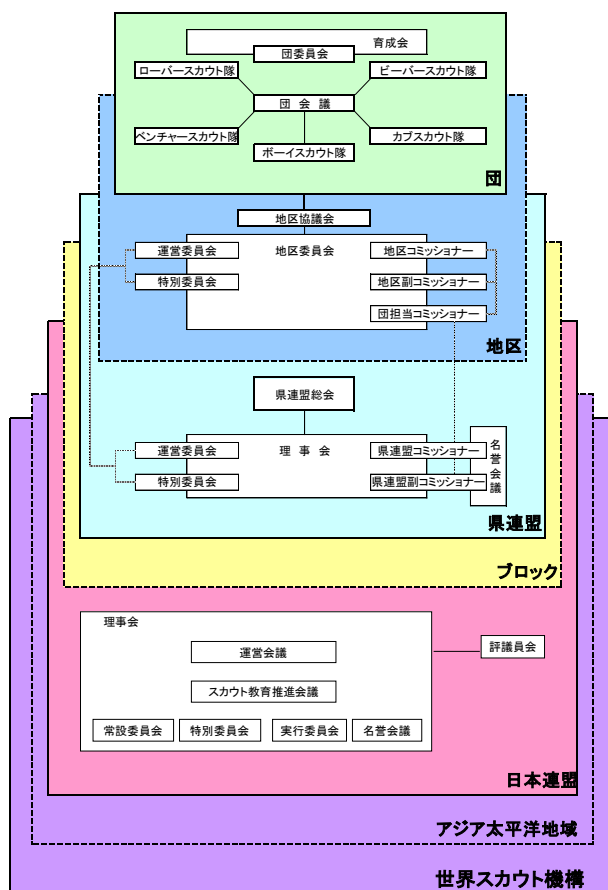 育成会
団委員会
ローバースカウト隊
ビーバースカウト隊
団 会 議
ベンチャースカウト隊
カブスカウト隊
ボーイスカウト隊
団
地区協議会
運営委員会
地区委員会
地区コミッショナー
特別委員会
地区副コミッショナー
団担当コミッショナー
地区
県連盟総会
運営委員会
理 事 会
県連盟コミッショナー
名誉会議
特別委員会
県連盟副コミッショナー
県連盟
ブロック
理事会
運営会議
評議員会
スカウト教育推進会議
常設委員会
特別委員会
実行委員会
名誉会議
日本連盟
アジア太平洋地域
世界スカウト機構